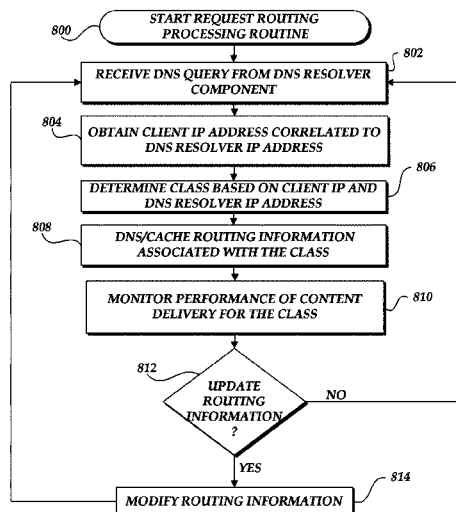 800
START REQUEST ROUTING
PROCESSING ROUTINE
802
RECEIVE DNS QUERY FROM DNS RESOLVER
COMPONENT
804
OBTAIN CLIENT IP ADDRESS CORRELATED TO
DNS RESOLVER IP ADDRESS
806
DETERMINE CLASS BASED ON CLIENT IP AND
DNS RESOLVER IP ADDRESS
808
DNS/CACHE ROUTING INFORMATION
ASSOCIATED WITH THE CLASS
810
MONITOR PERFORMANCE OF CONTENT
DELIVERY FOR THE CLASS
812
UPDATE
ROUTING
INFORMATION
?
NO
YES
814
MODIFY ROUTING INFORMATION